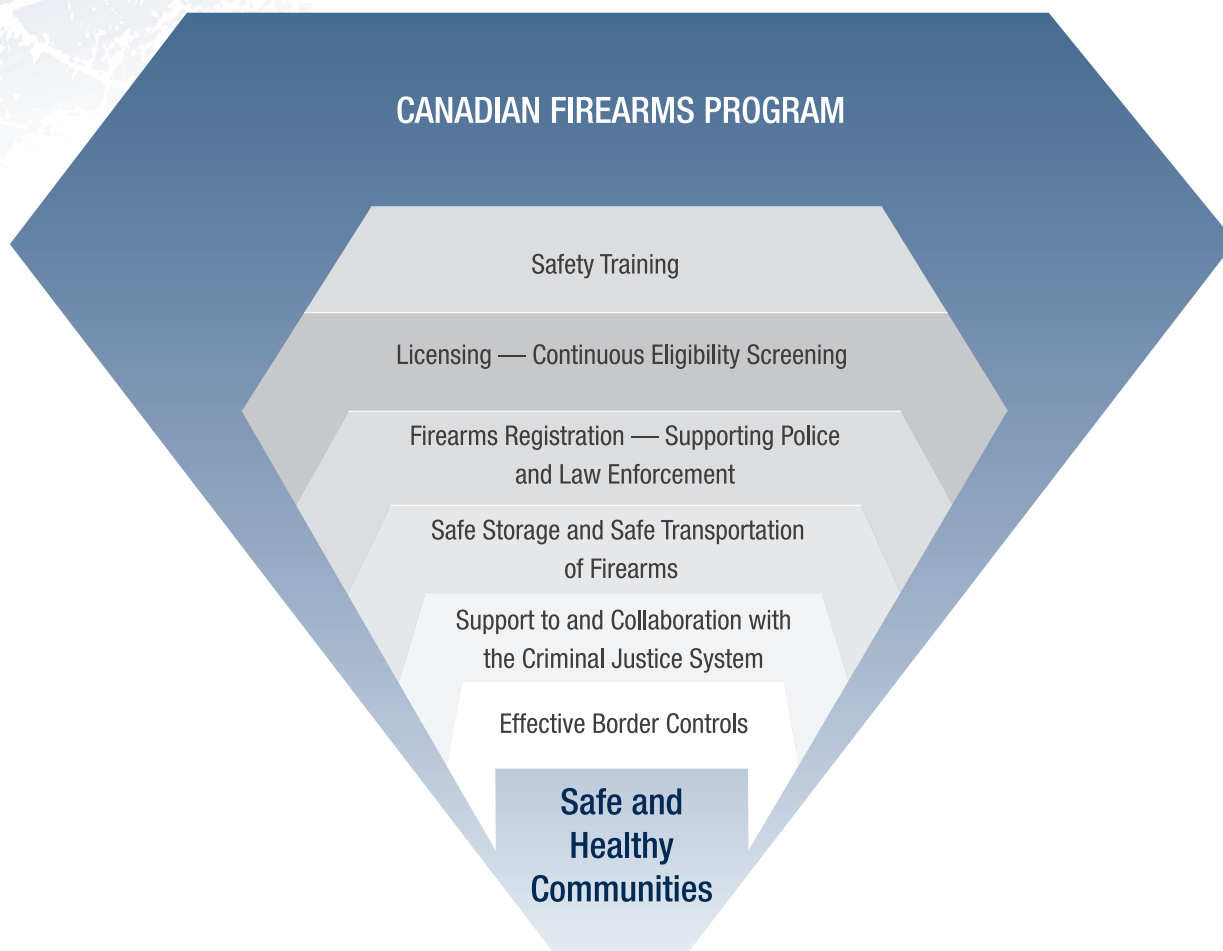 CANADIAN FIREARMS PROGRAM
Safety Training
Licensing — Continuous Eligibility Screening
Firearms Registration — Supporting Police
and Law Enforcement
Safe Storage and Safe Transportation
of Firearms
Support to and Collaboration with
the Criminal Justice System
Effective Border Controls
Safe and
Healthy
Communities